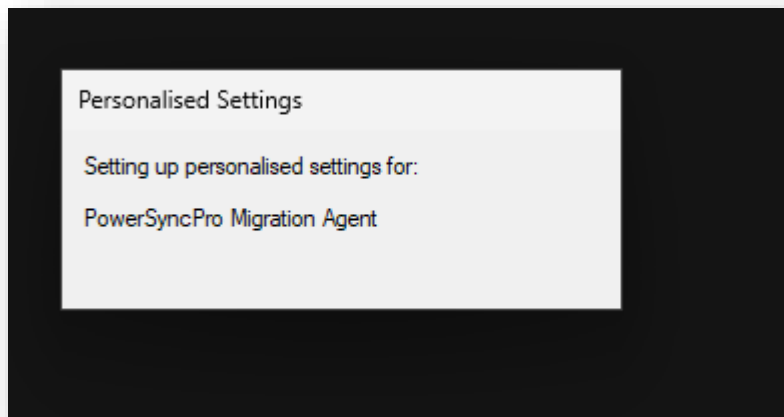 Personalised Settings
Setting up personalised settings for:
PowerSyncPro Migration Agent